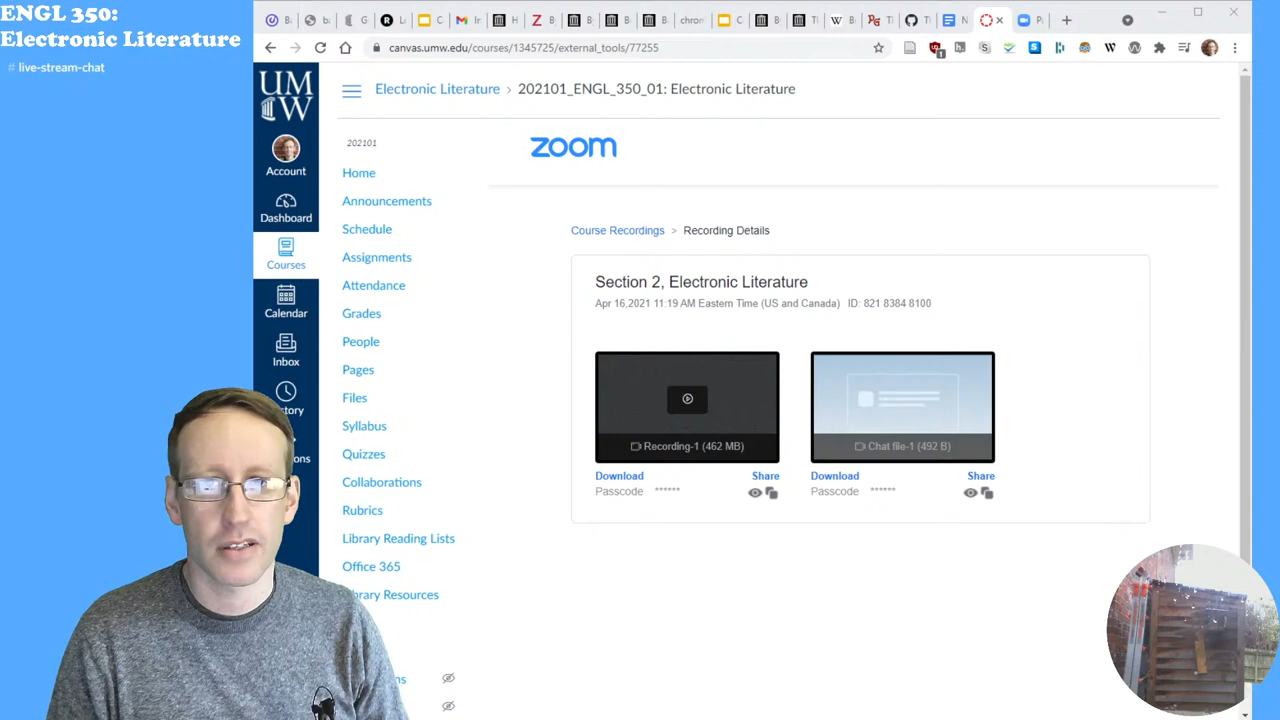 ENGL 350:
Electronic Literature
# live-stream-chat
canvas.umw.edu/courses/1345725/external_tools/77255
UMW
Account
Dashboard
Courses
Calendar
Inbox
Electronic Literature > 202101_ENGL_350_01: Electronic Literature
202101
Home
Announcements
Schedule
Assignments
Attendance
Grades
People
Pages
Files
Syllabus
Quizzes
Collaborations
Rubrics
Library Reading Lists
Office 365
zoom
Course Recordings > Recording Details
Section 2, Electronic Literature
Apr 16,2021 11:19 AM Eastern Time (US and Canada) ID: 821 8384 8100
Recording-1 (462 MB)
Download Share
Passcode ******
Chat file-1 (492 B)
Download Share
Passcode ******